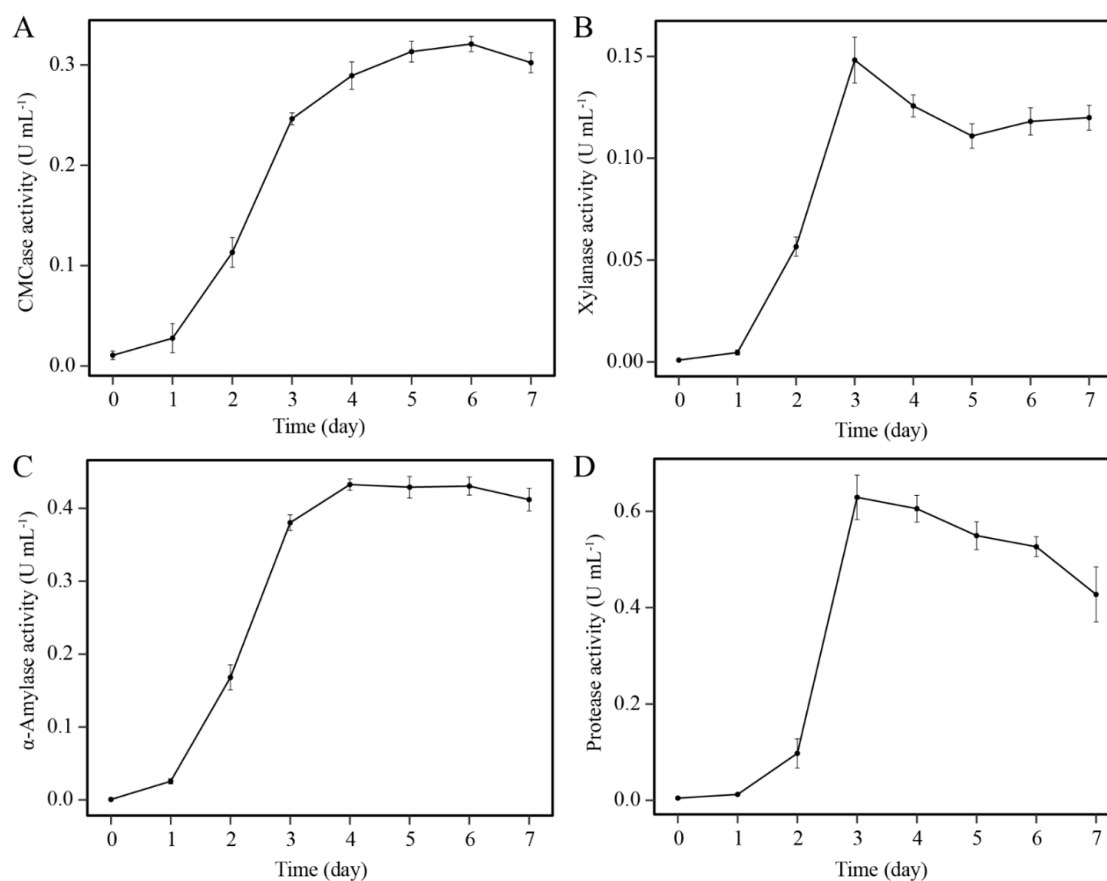 A
CMCase activity (U mL⁻¹)
0.3
0.2
0.1
0.0
0 1 2 3 4 5 6 7
Time (day)
B
Xylanase activity (U mL⁻¹)
0.15
0.10
0.05
0.00
0 1 2 3 4 5 6 7
Time (day)
C
α-Amylase activity (U mL⁻¹)
0.4
0.3
0.2
0.1
0.0
0 1 2 3 4 5 6 7
Time (day)
D
Protease activity (U mL⁻¹)
0.6
0.4
0.2
0.0
0 1 2 3 4 5 6 7
Time (day)